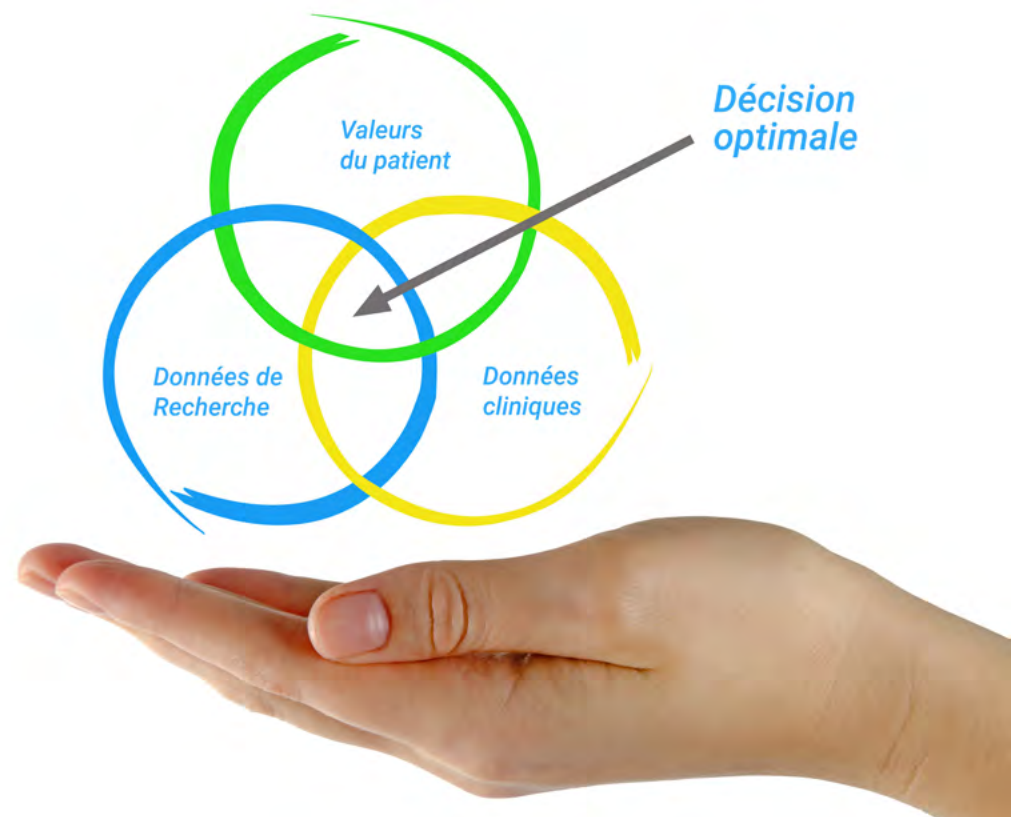 Valeurs
du patient
Décision
optimale
Données de
Recherche
Données
cliniques